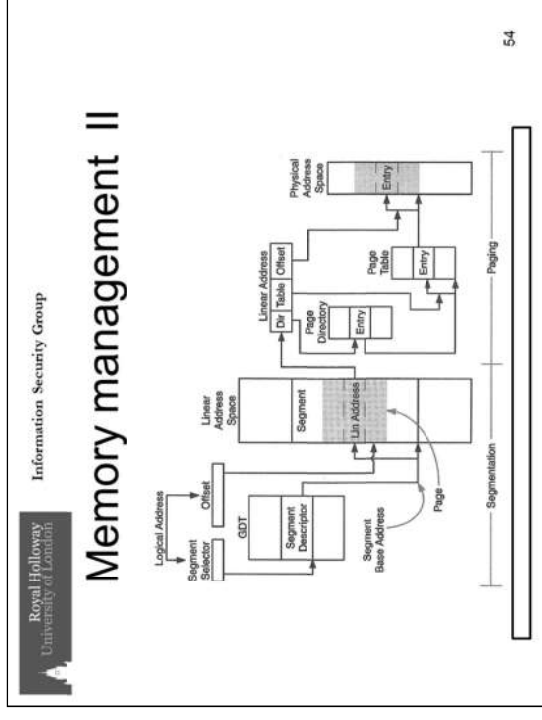 Royal Holloway
University of London
Information Security Group
Memory management II
Logical Address
Segment
Selector
Offset
GDT
Segment
Descriptor
Segment
Base Address
Page
Linear
Address
Space
Segment
Lin Address
Linear Address
Dir Table Offset
Page
Directory
Entry
Page
Table
Entry
Physical
Address
Space
Entry
Segmentation
Paging
54